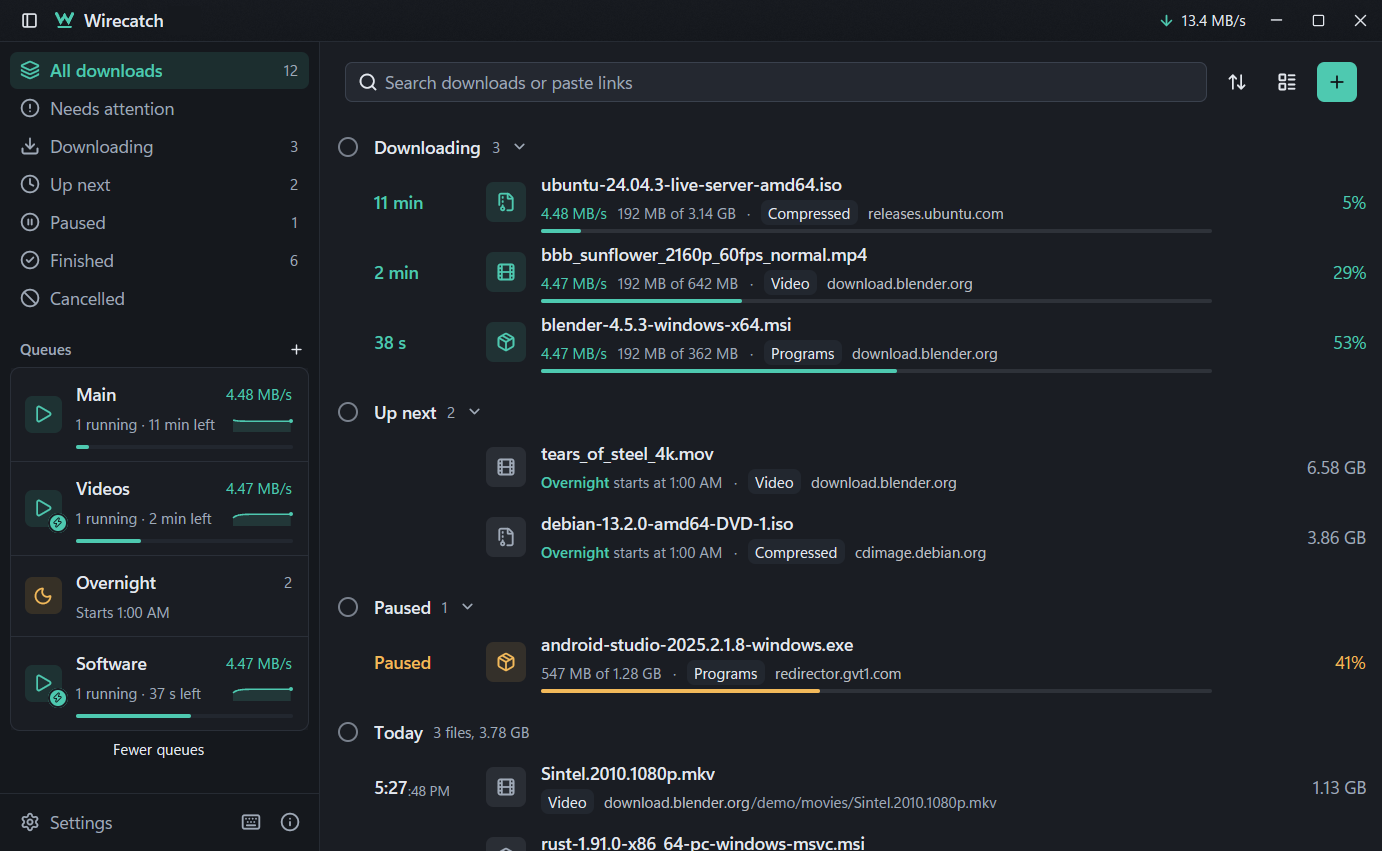 Wirecatch
13.4 MB/s
All downloads 12
Needs attention
Downloading 3
Up next 2
Paused 1
Finished 6
Cancelled
Queues
Main 4.48 MB/s
1 running · 11 min left
Videos 4.47 MB/s
1 running · 2 min left
Overnight 2
Starts 1:00 AM
Software 4.47 MB/s
1 running · 37 s left
Fewer queues
Settings
Search downloads or paste links
Downloading 3
11 min
ubuntu-24.04.3-live-server-amd64.iso
4.48 MB/s 192 MB of 3.14 GB · Compressed releases.ubuntu.com
5%
2 min
bbb_sunflower_2160p_60fps_normal.mp4
4.47 MB/s 192 MB of 642 MB · Video download.blender.org
29%
38 s
blender-4.5.3-windows-x64.msi
4.47 MB/s 192 MB of 362 MB · Programs download.blender.org
53%
Up next 2
tears_of_steel_4k.mov
Overnight starts at 1:00 AM · Video download.blender.org
6.58 GB
debian-13.2.0-amd64-DVD-1.iso
Overnight starts at 1:00 AM · Compressed cdimage.debian.org
3.86 GB
Paused 1
Paused
android-studio-2025.2.1.8-windows.exe
547 MB of 1.28 GB · Programs redirector.gvt1.com
41%
Today 3 files, 3.78 GB
5:27:48 PM
Sintel.2010.1080p.mkv
Video download.blender.org/demo/movies/Sintel.2010.1080p.mkv
1.13 GB
rust-1.91.0-x86_64-pc-windows-msvc.msi